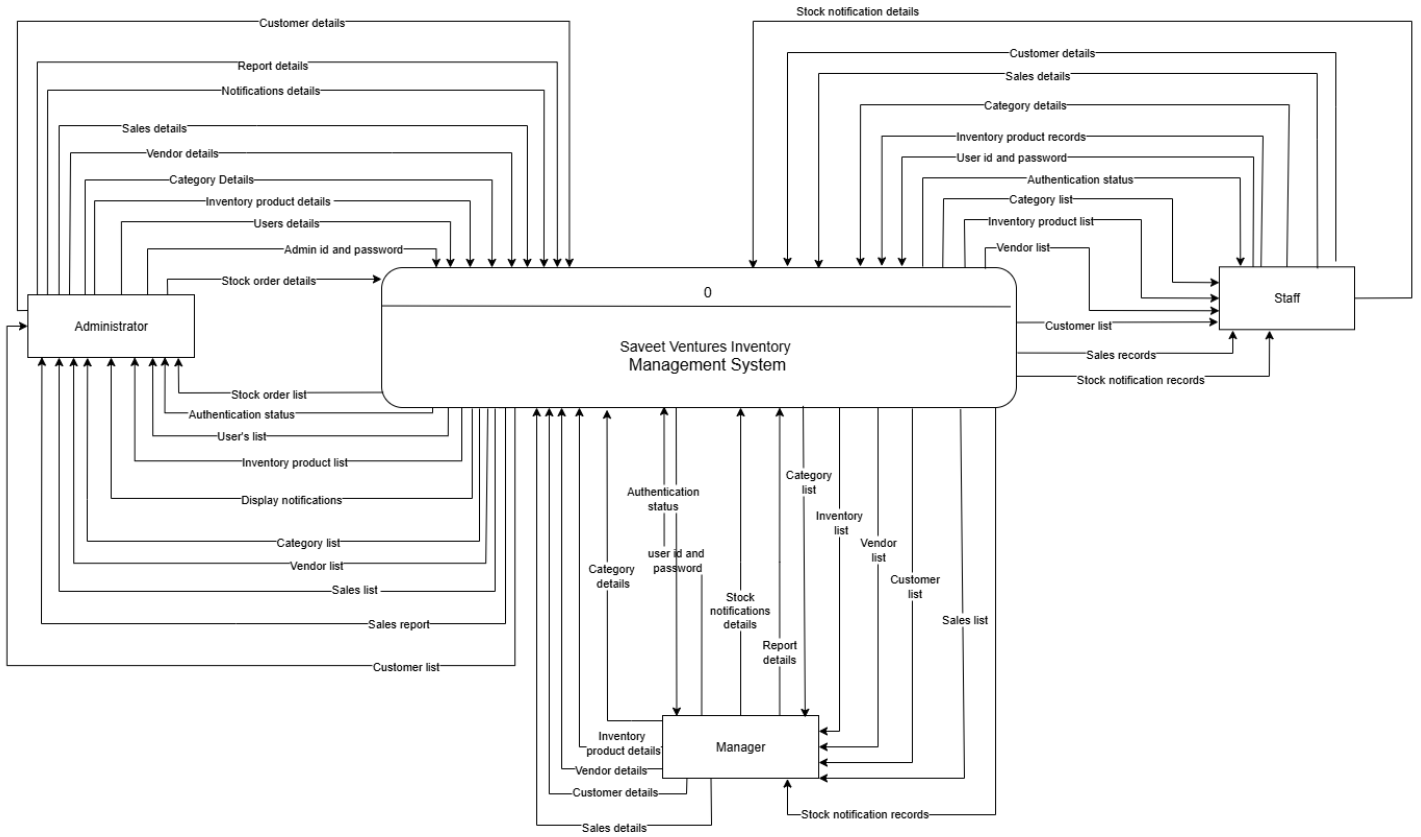 Stock notification details
Customer details
Customer details
Report details
Sales details
Notifications details
Category details
Sales details
Inventory product records
Vendor details
User id and password
Category Details
Authentication status
Inventory product details
Category list
Users details
Inventory product list
Admin id and password
Vendor list
Stock order details
0
Staff
Administrator
Customer list
Saveet Ventures Inventory
Management System
Sales records
Stock notification records
Stock order list
Authentication status
User's list
Inventory product list
Display notifications
Category list
Vendor list
Sales list
Sales report
Customer list
Category
list
Authentication
status
Inventory
list
Vendor
list
user id and
password
Category
details
Customer
list
Stock
notifications
details
Sales list
Report
details
Inventory
product details
Manager
Vendor details
Customer details
Stock notification records
Sales details